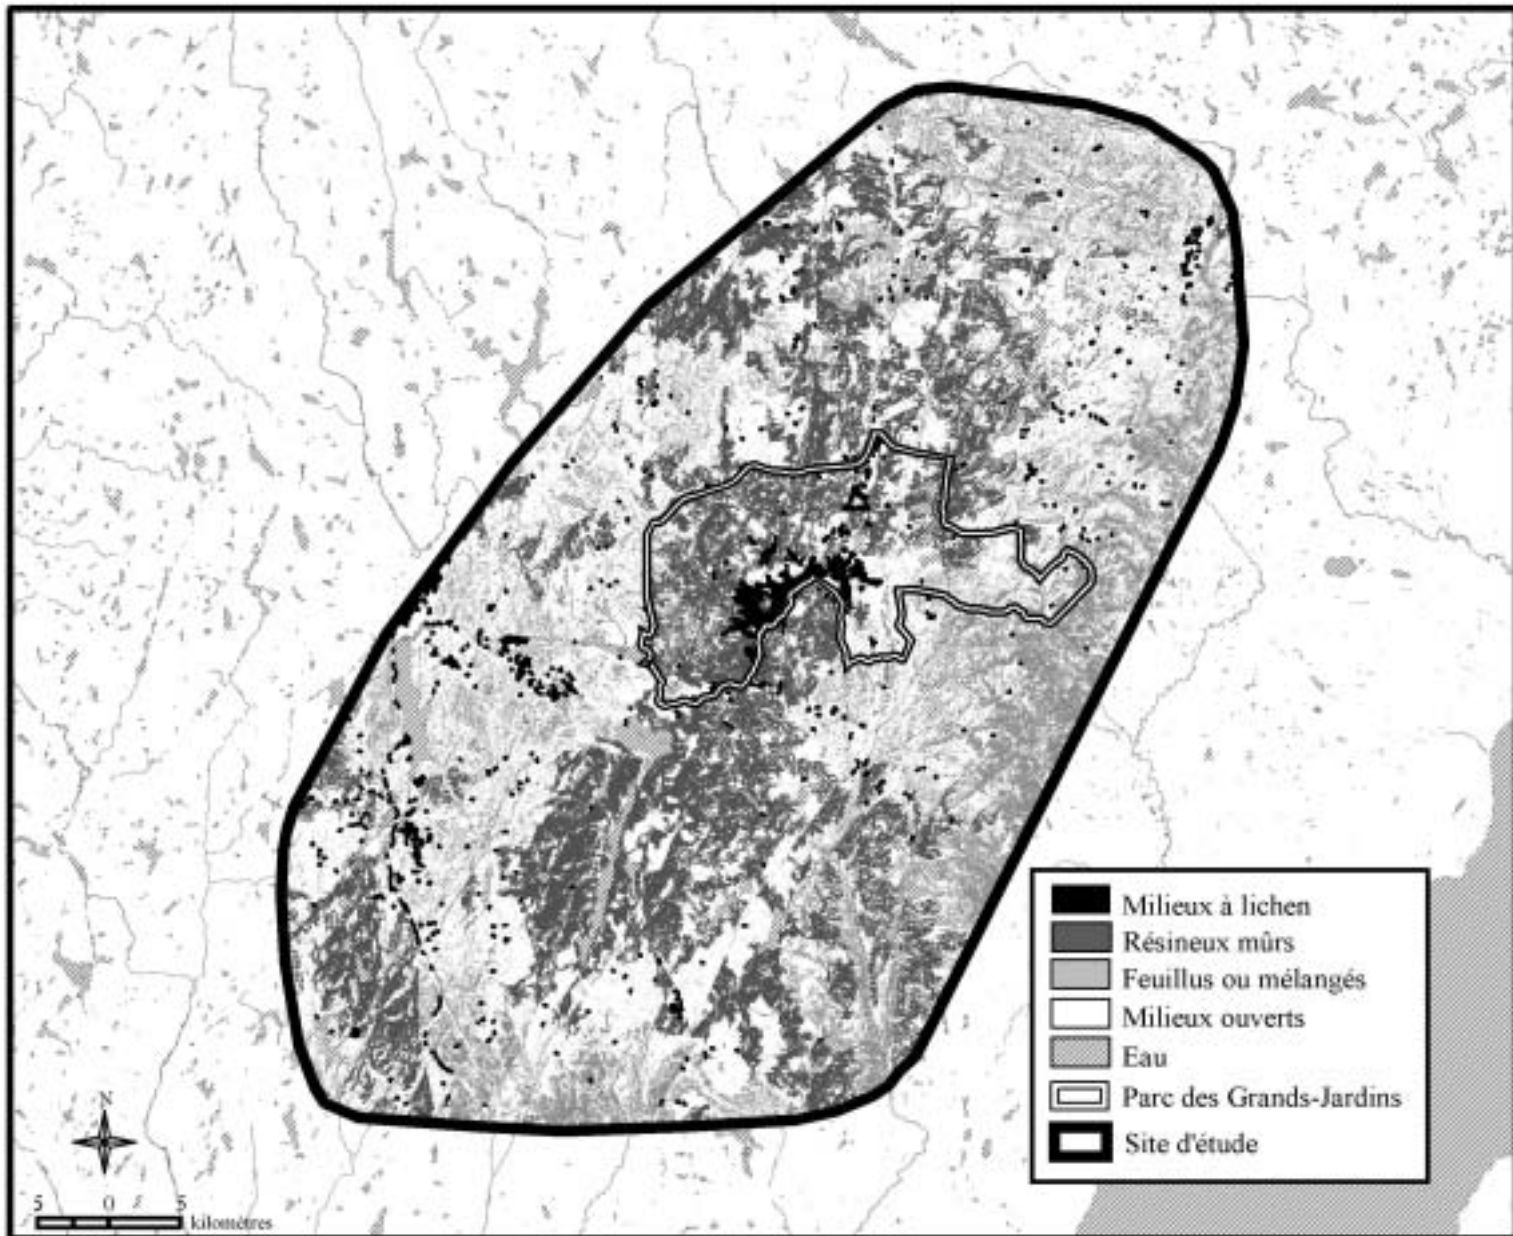 Milieux à lichen
Résineux mûrs
Feuillus ou mélangés
Milieux ouverts
Eau
Parc des Grands-Jardins
Site d'étude
N
5 0 5
kilomètres